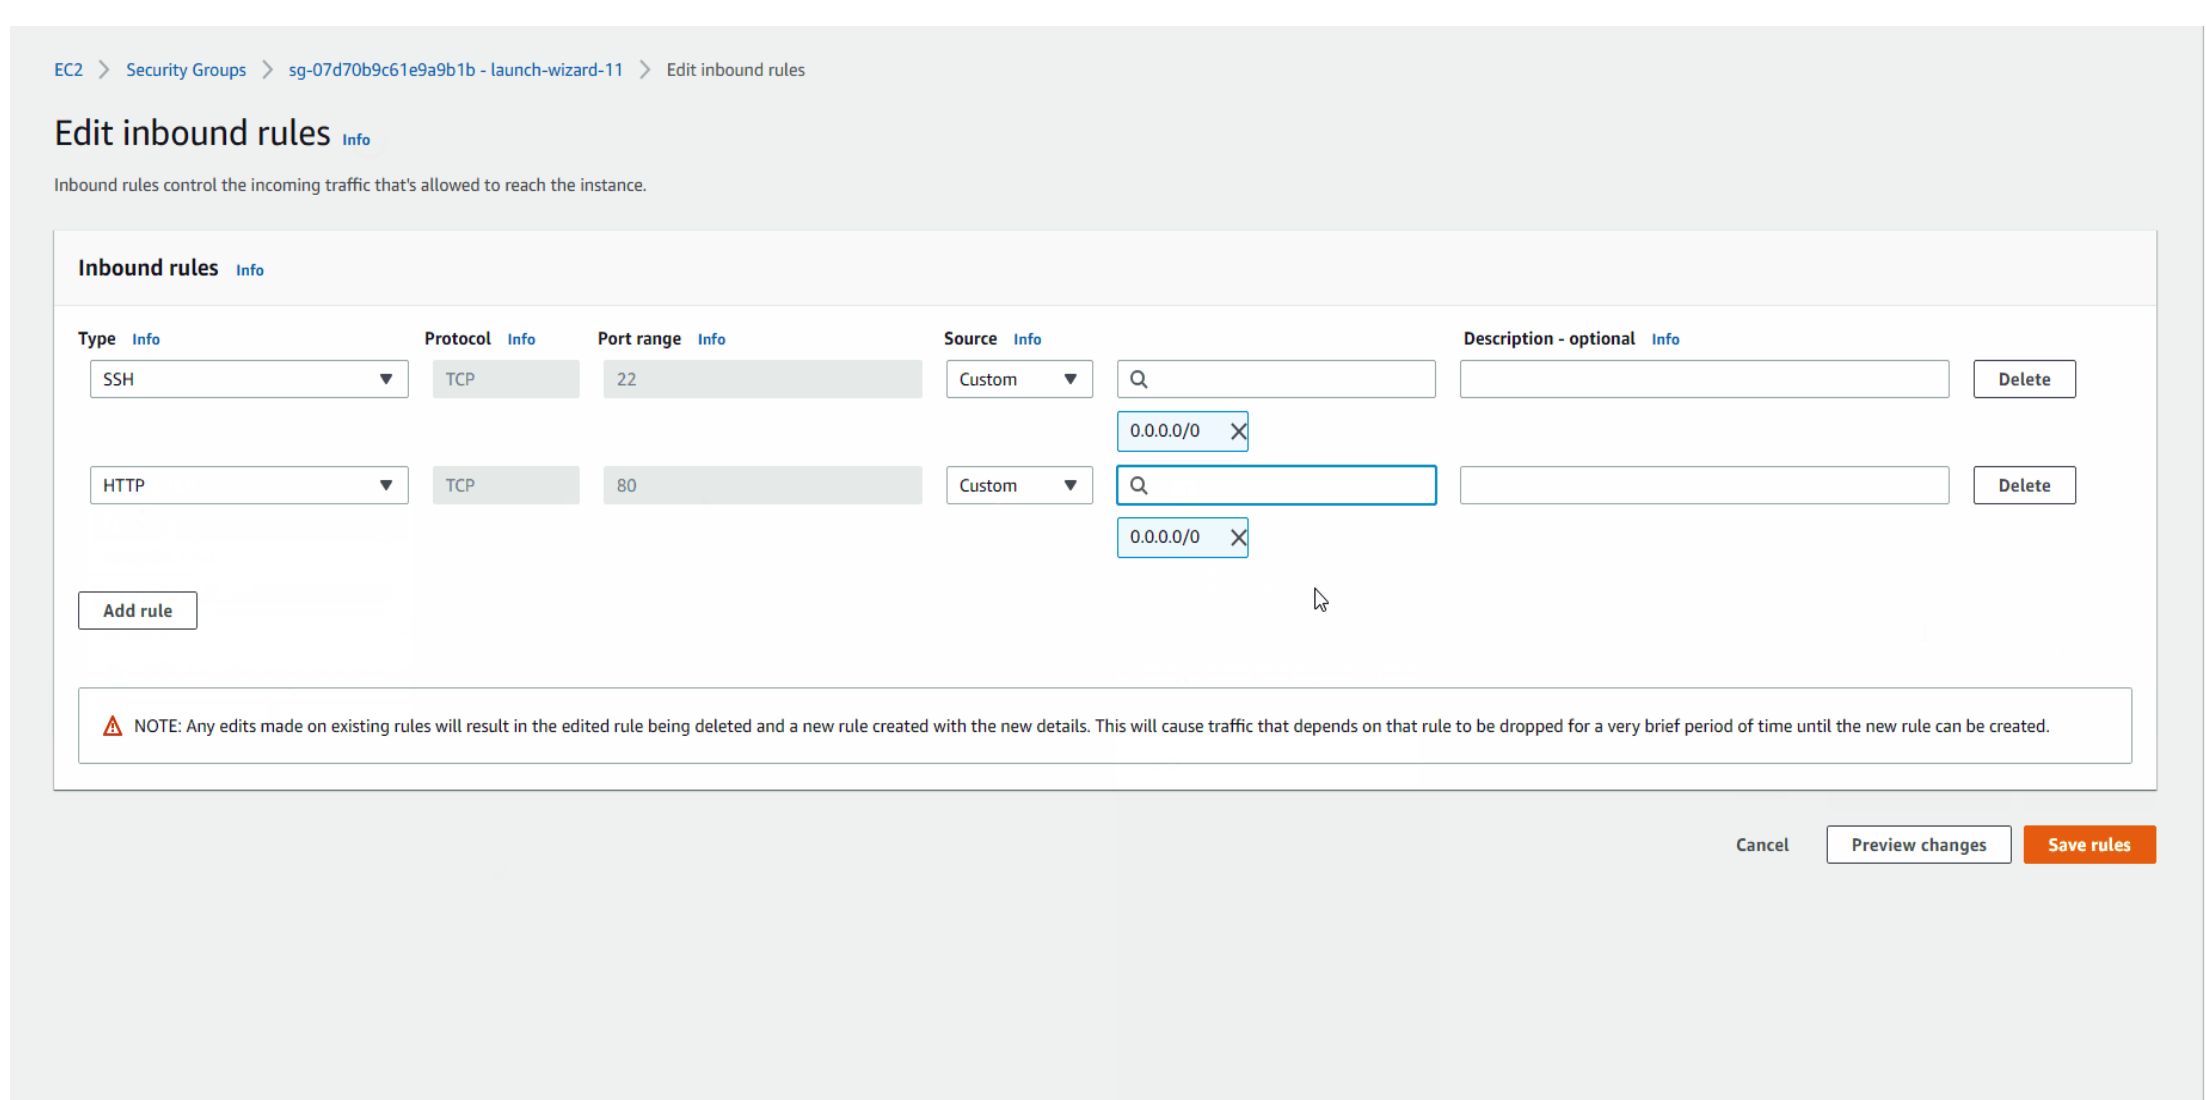 EC2 > Security Groups > sg-07d70b9c61e9a9b1b - launch-wizard-11 > Edit inbound rules
Edit inbound rules Info
Inbound rules control the incoming traffic that's allowed to reach the instance.
Inbound rules Info
Type Info Protocol Info Port range Info Source Info Description - optional Info
SSH TCP 22 Custom Delete
0.0.0.0/0
HTTP TCP 80 Custom Delete
0.0.0.0/0
Add rule
NOTE: Any edits made on existing rules will result in the edited rule being deleted and a new rule created with the new details. This will cause traffic that depends on that rule to be dropped for a very brief period of time until the new rule can be created.
Cancel Preview changes Save rules